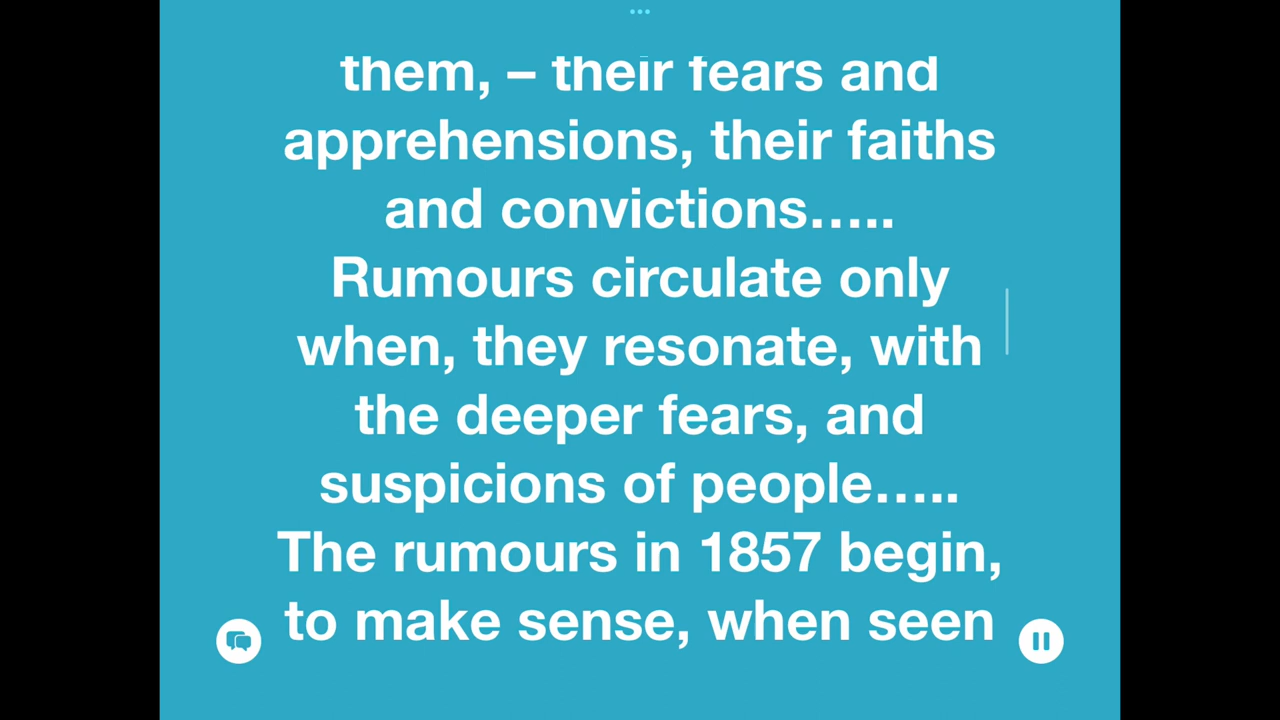 them, – their fears and
apprehensions, their faiths
and convictions.....
Rumours circulate only
when, they resonate, with
the deeper fears, and
suspicions of people.....
The rumours in 1857 begin,
to make sense, when seen